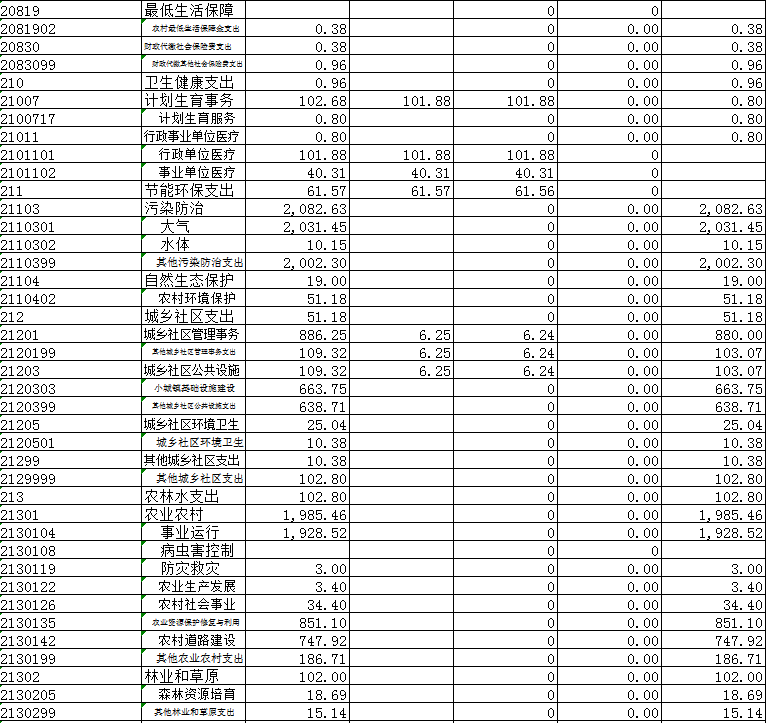 20819 最低生活保障 0 0
2081902 农村最低生活保障金支出 0.38 0 0.00 0.38
20830 财政代缴社会保险费支出 0.38 0 0.00 0.38
2083099 财政代缴其他社会保险费支出 0.96 0 0.00 0.96
210 卫生健康支出 0.96 0 0.00 0.96
21007 计划生育事务 102.68 101.88 101.88 0.00 0.80
2100717 计划生育服务 0.80 0 0.00 0.80
21011 行政事业单位医疗 0.80 0 0.00 0.80
2101101 行政单位医疗 101.88 101.88 101.88 0
2101102 事业单位医疗 40.31 40.31 40.31 0
211 节能环保支出 61.57 61.57 61.56 0
21103 污染防治 2,082.63 0 0.00 2,082.63
2110301 大气 2,031.45 0 0.00 2,031.45
2110302 水体 10.15 0 0.00 10.15
2110399 其他污染防治支出 2,002.30 0 0.00 2,002.30
21104 自然生态保护 19.00 0 0.00 19.00
2110402 农村环境保护 51.18 0 0.00 51.18
212 城乡社区支出 51.18 0 0.00 51.18
21201 城乡社区管理事务 886.25 6.25 6.24 0.00 880.00
2120199 其他城乡社区管理事务支出 109.32 6.25 6.24 0.00 103.07
21203 城乡社区公共设施 109.32 6.25 6.24 0.00 103.07
2120303 小城镇基础设施建设 663.75 0 0.00 663.75
2120399 其他城乡社区公共设施支出 638.71 0 0.00 638.71
21205 城乡社区环境卫生 25.04 0 0.00 25.04
2120501 城乡社区环境卫生 10.38 0 0.00 10.38
21299 其他城乡社区支出 10.38 0 0.00 10.38
2129999 其他城乡社区支出 102.80 0 0.00 102.80
213 农林水支出 102.80 0 0.00 102.80
21301 农业农村 1,985.46 0 0.00 1,985.46
2130104 事业运行 1,928.52 0 0.00 1,928.52
2130108 病虫害控制 0 0
2130119 防灾救灾 3.00 0 0.00 3.00
2130122 农业生产发展 3.40 0 0.00 3.40
2130126 农村社会事业 34.40 0 0.00 34.40
2130135 农业资源保护修复与利用 851.10 0 0.00 851.10
2130142 农村道路建设 747.92 0 0.00 747.92
2130199 其他农业农村支出 186.71 0 0.00 186.71
21302 林业和草原 102.00 0 0.00 102.00
2130205 森林资源培育 18.69 0 0.00 18.69
2130299 其他林业和草原支出 15.14 0 0.00 15.14